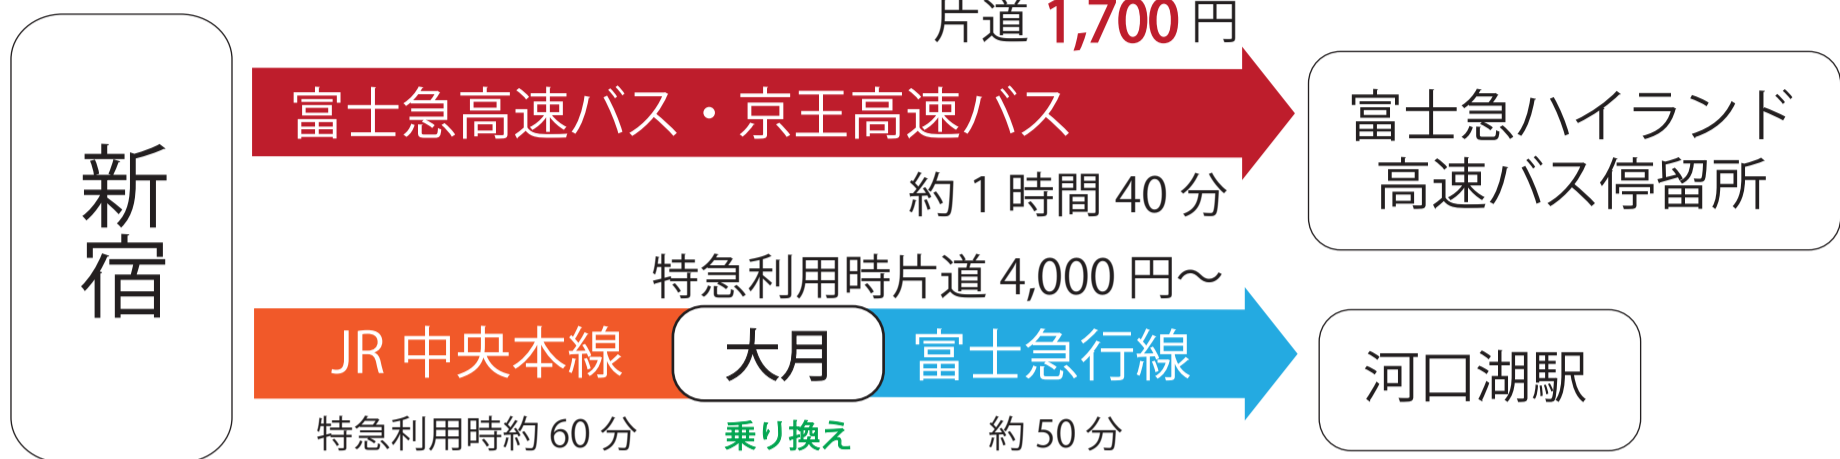 新宿
片道 1,700 円
富士急高速バス・京王高速バス
約 1 時間 40 分
富士急ハイランド
高速バス停留所
特急利用時片道 4,000 円～
JR 中央本線
大月
富士急行線
河口湖駅
特急利用時約 60 分
乗り換え
約 50 分